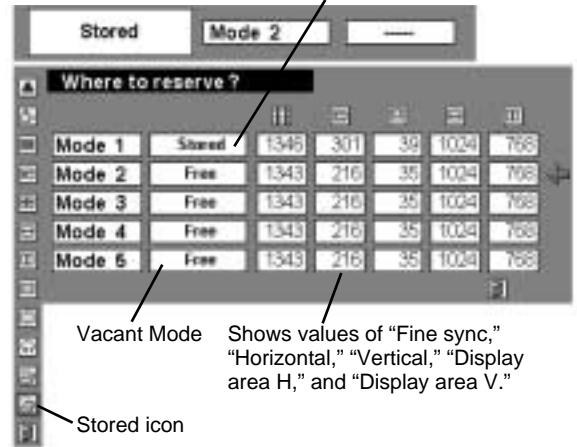 Stored Mode 2 -----
Where to reserve ?
Mode 1 Stored 1346 301 39 1024 768
Mode 2 Free 1343 216 35 1024 768
Mode 3 Free 1343 216 35 1024 768
Mode 4 Free 1343 216 35 1024 768
Mode 5 Free 1343 216 35 1024 768
Vacant Mode
Shows values of “Fine sync,”
“Horizontal,” “Vertical,” “Display
area H,” and “Display area V.”
Stored icon